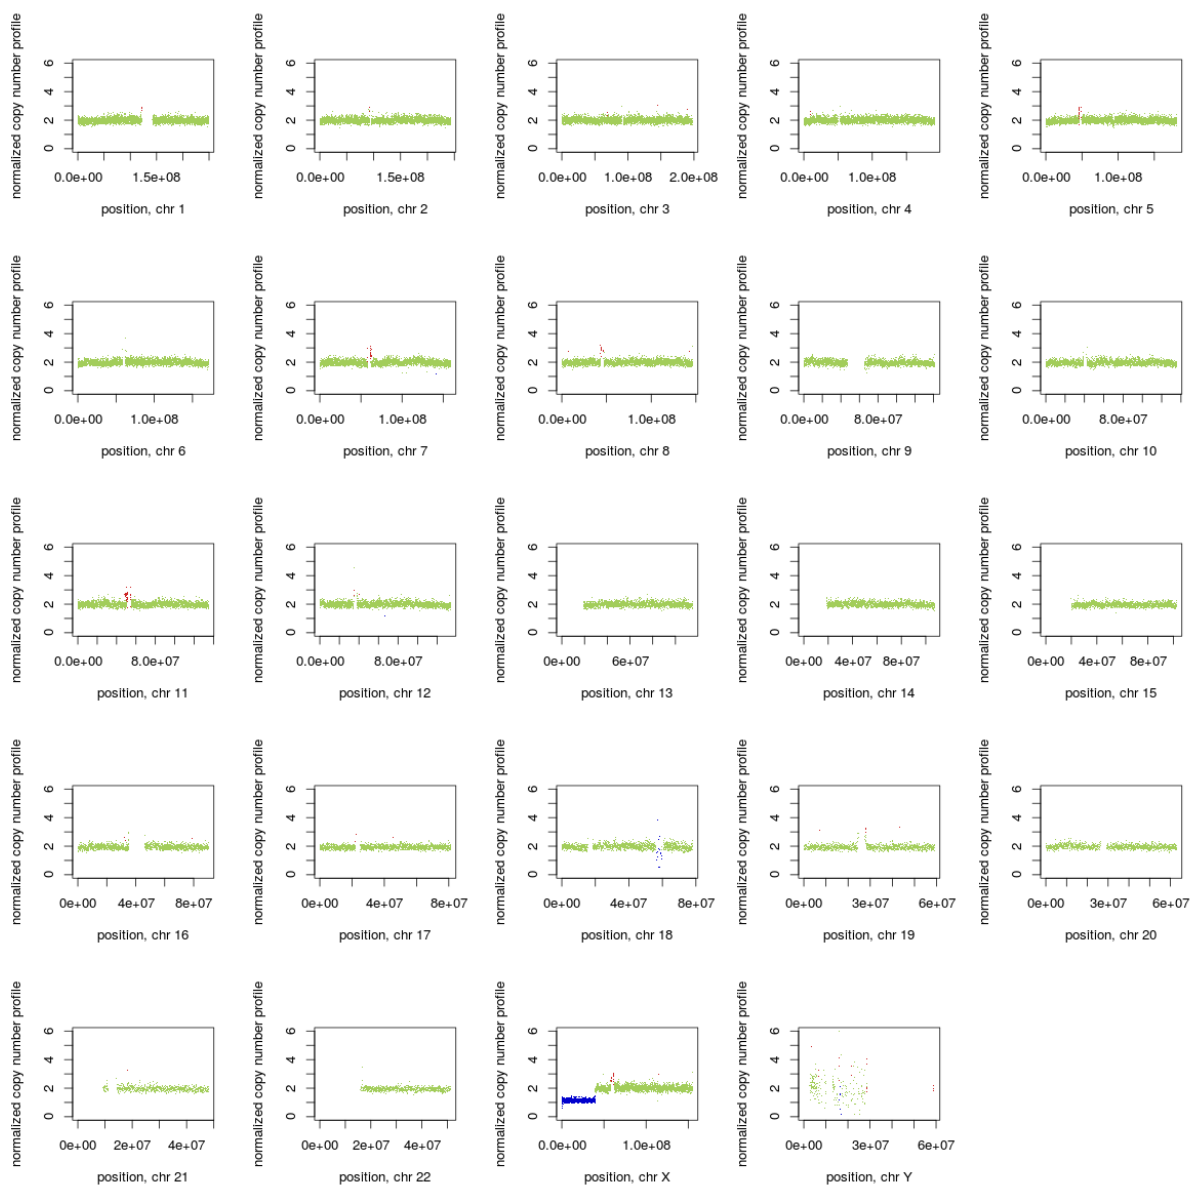 normalized copy number profile
6
4
2
0
0.0e+00 1.5e+08
position, chr 1
normalized copy number profile
6
4
2
0
0.0e+00 1.5e+08
position, chr 2
normalized copy number profile
6
4
2
0
0.0e+00 1.0e+08 2.0e+08
position, chr 3
normalized copy number profile
6
4
2
0
0.0e+00 1.0e+08
position, chr 4
normalized copy number profile
6
4
2
0
0.0e+00 1.0e+08
position, chr 5
normalized copy number profile
6
4
2
0
0.0e+00 1.0e+08
position, chr 6
normalized copy number profile
6
4
2
0
0.0e+00 1.0e+08
position, chr 7
normalized copy number profile
6
4
2
0
0.0e+00 1.0e+08
position, chr 8
normalized copy number profile
6
4
2
0
0.0e+00 8.0e+07
position, chr 9
normalized copy number profile
6
4
2
0
0.0e+00 8.0e+07
position, chr 10
normalized copy number profile
6
4
2
0
0.0e+00 8.0e+07
position, chr 11
normalized copy number profile
6
4
2
0
0.0e+00 8.0e+07
position, chr 12
normalized copy number profile
6
4
2
0
0e+00 6e+07
position, chr 13
normalized copy number profile
6
4
2
0
0e+00 4e+07 8e+07
position, chr 14
normalized copy number profile
6
4
2
0
0e+00 4e+07 8e+07
position, chr 15
normalized copy number profile
6
4
2
0
0e+00 4e+07 8e+07
position, chr 16
normalized copy number profile
6
4
2
0
0e+00 4e+07 8e+07
position, chr 17
normalized copy number profile
6
4
2
0
0e+00 4e+07 8e+07
position, chr 18
normalized copy number profile
6
4
2
0
0e+00 3e+07 6e+07
position, chr 19
normalized copy number profile
6
4
2
0
0e+00 3e+07 6e+07
position, chr 20
normalized copy number profile
6
4
2
0
0e+00 2e+07 4e+07
position, chr 21
normalized copy number profile
6
4
2
0
0e+00 2e+07 4e+07
position, chr 22
normalized copy number profile
6
4
2
0
0.0e+00 1.0e+08
position, chr X
normalized copy number profile
6
4
2
0
0e+00 3e+07 6e+07
position, chr Y